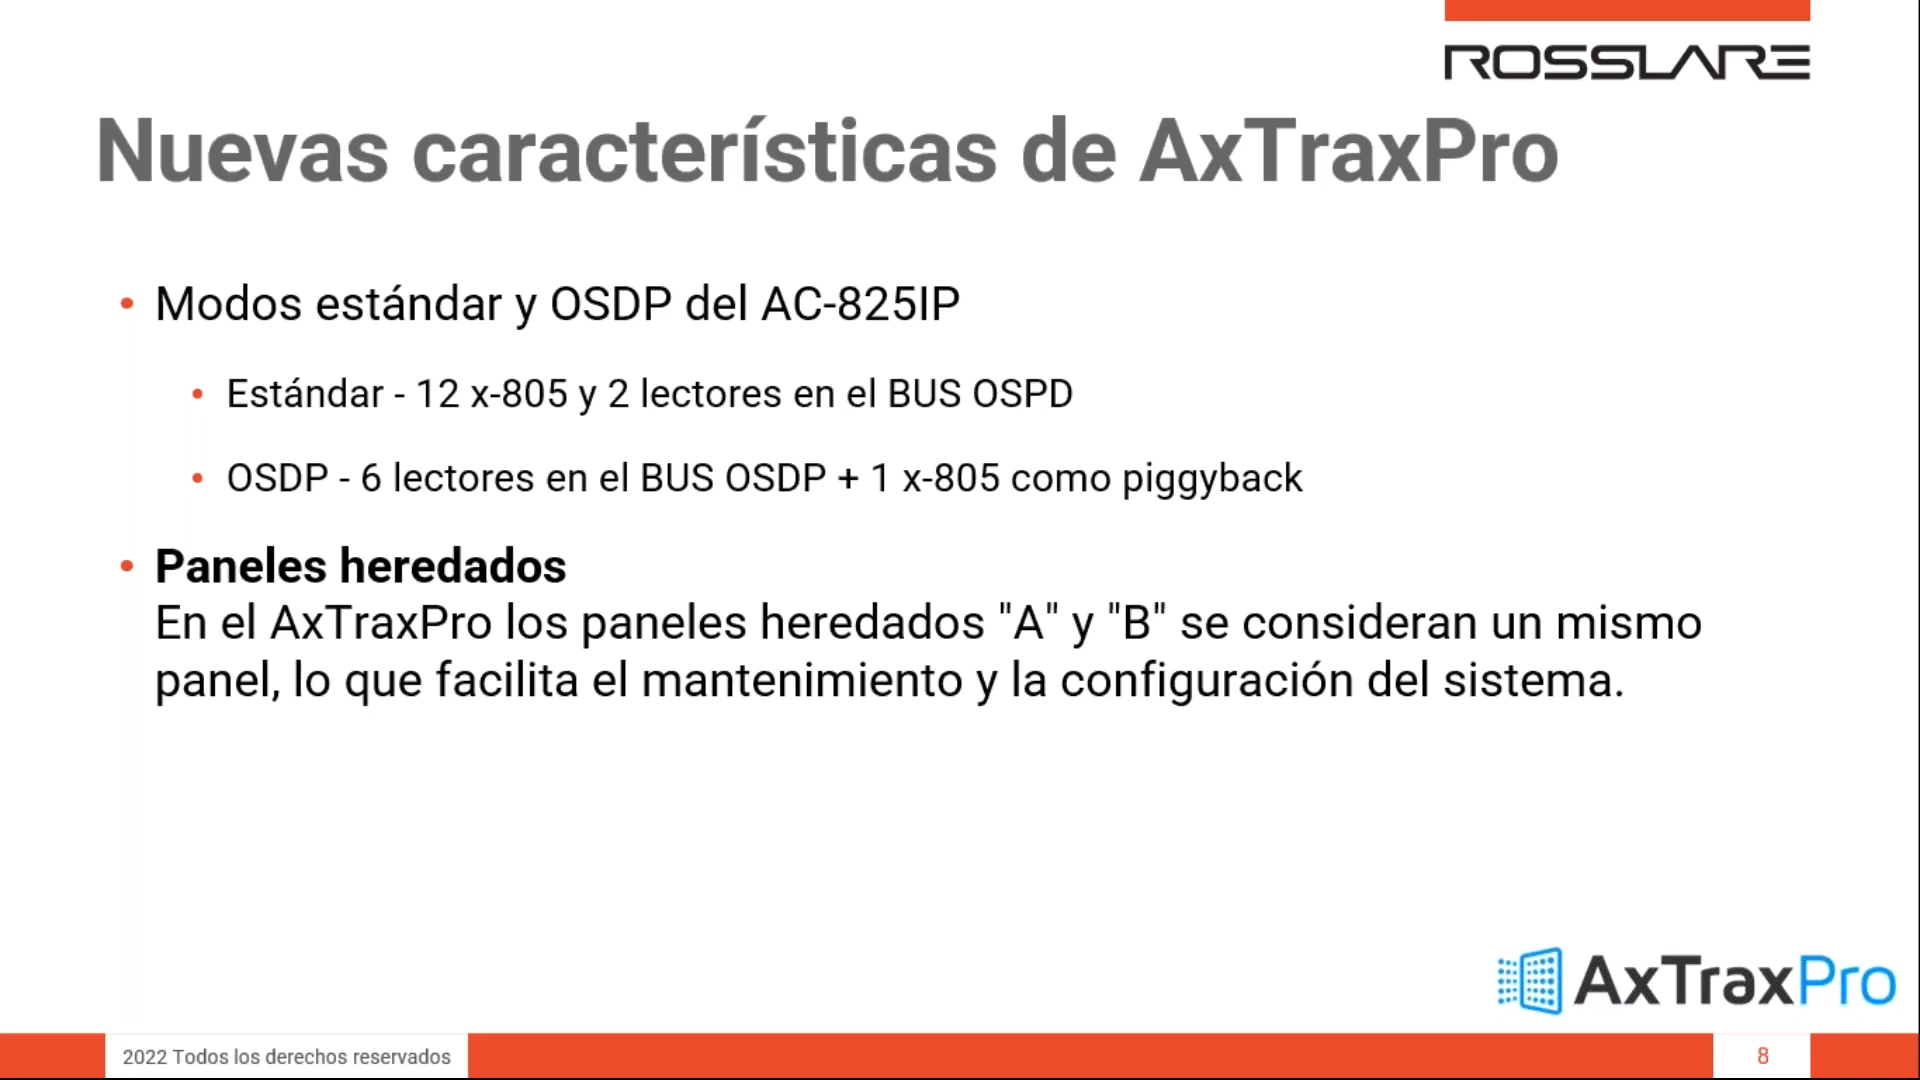 ROSSLARE
Nuevas características de AxTraxPro
• Modos estándar y OSDP del AC-825IP
• Estándar - 12 x-805 y 2 lectores en el BUS OSPD
• OSDP - 6 lectores en el BUS OSDP + 1 x-805 como piggyback
• Paneles heredados
En el AxTraxPro los paneles heredados "A" y "B" se consideran un mismo
panel, lo que facilita el mantenimiento y la configuración del sistema.
AxTraxPro
2022 Todos los derechos reservados
8